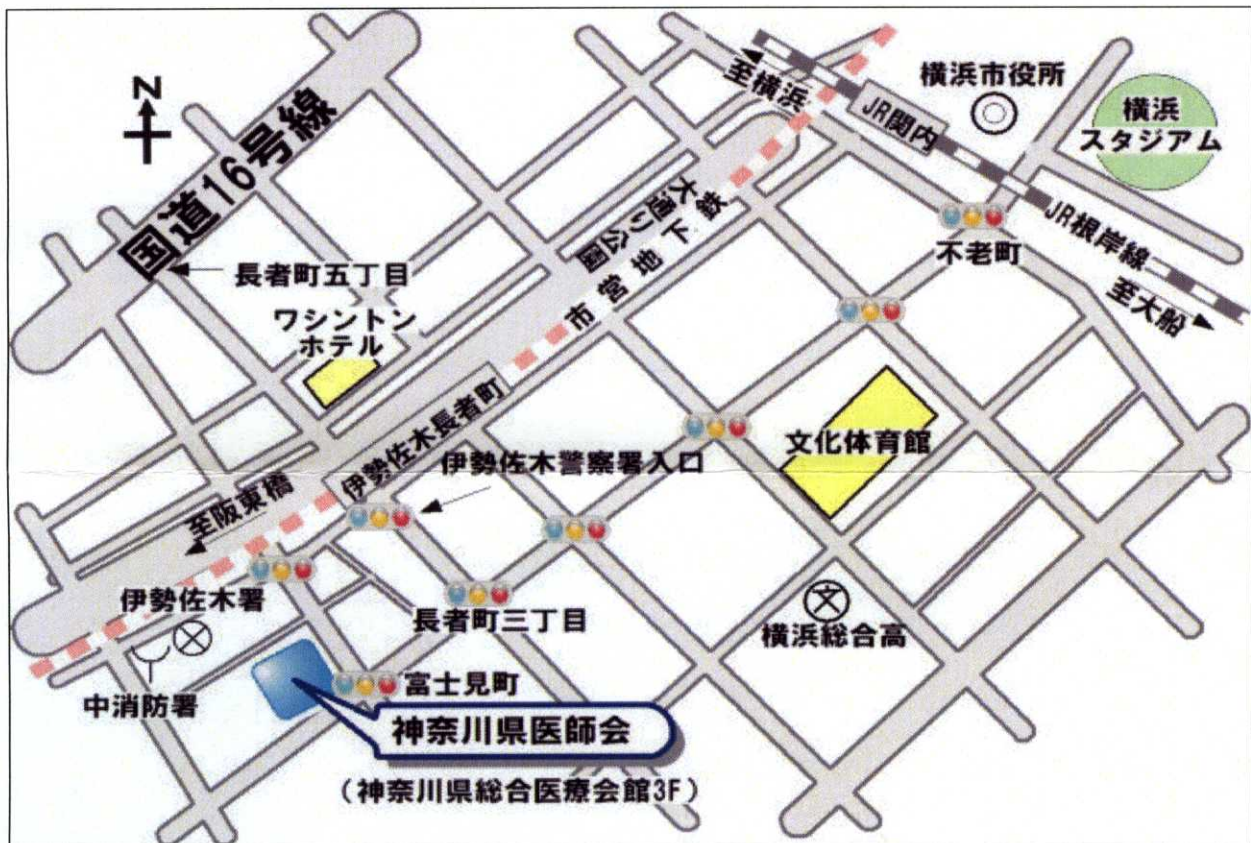 N
国道16号線
長者町五丁目
ワシントン
ホテル
至横浜
JR関内
横浜市役所
横浜
スタジアム
JR根岸線
至大船
不老町
大通り公園
市営地下鉄
伊勢佐木長者町
伊勢佐木警察署入口
至阪東橋
文化体育館
伊勢佐木署
長者町三丁目
文
横浜総合高
中消防署
富士見町
神奈川県医師会
(神奈川県総合医療会館3F)